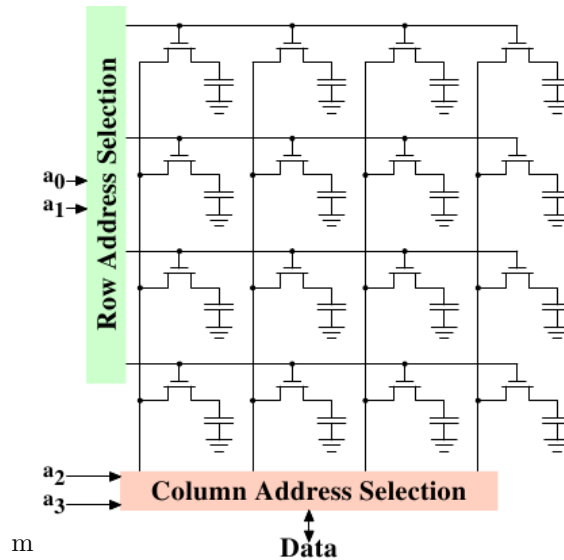 Row Address Selection
a0
a1
a2
a3
Column Address Selection
m
Data